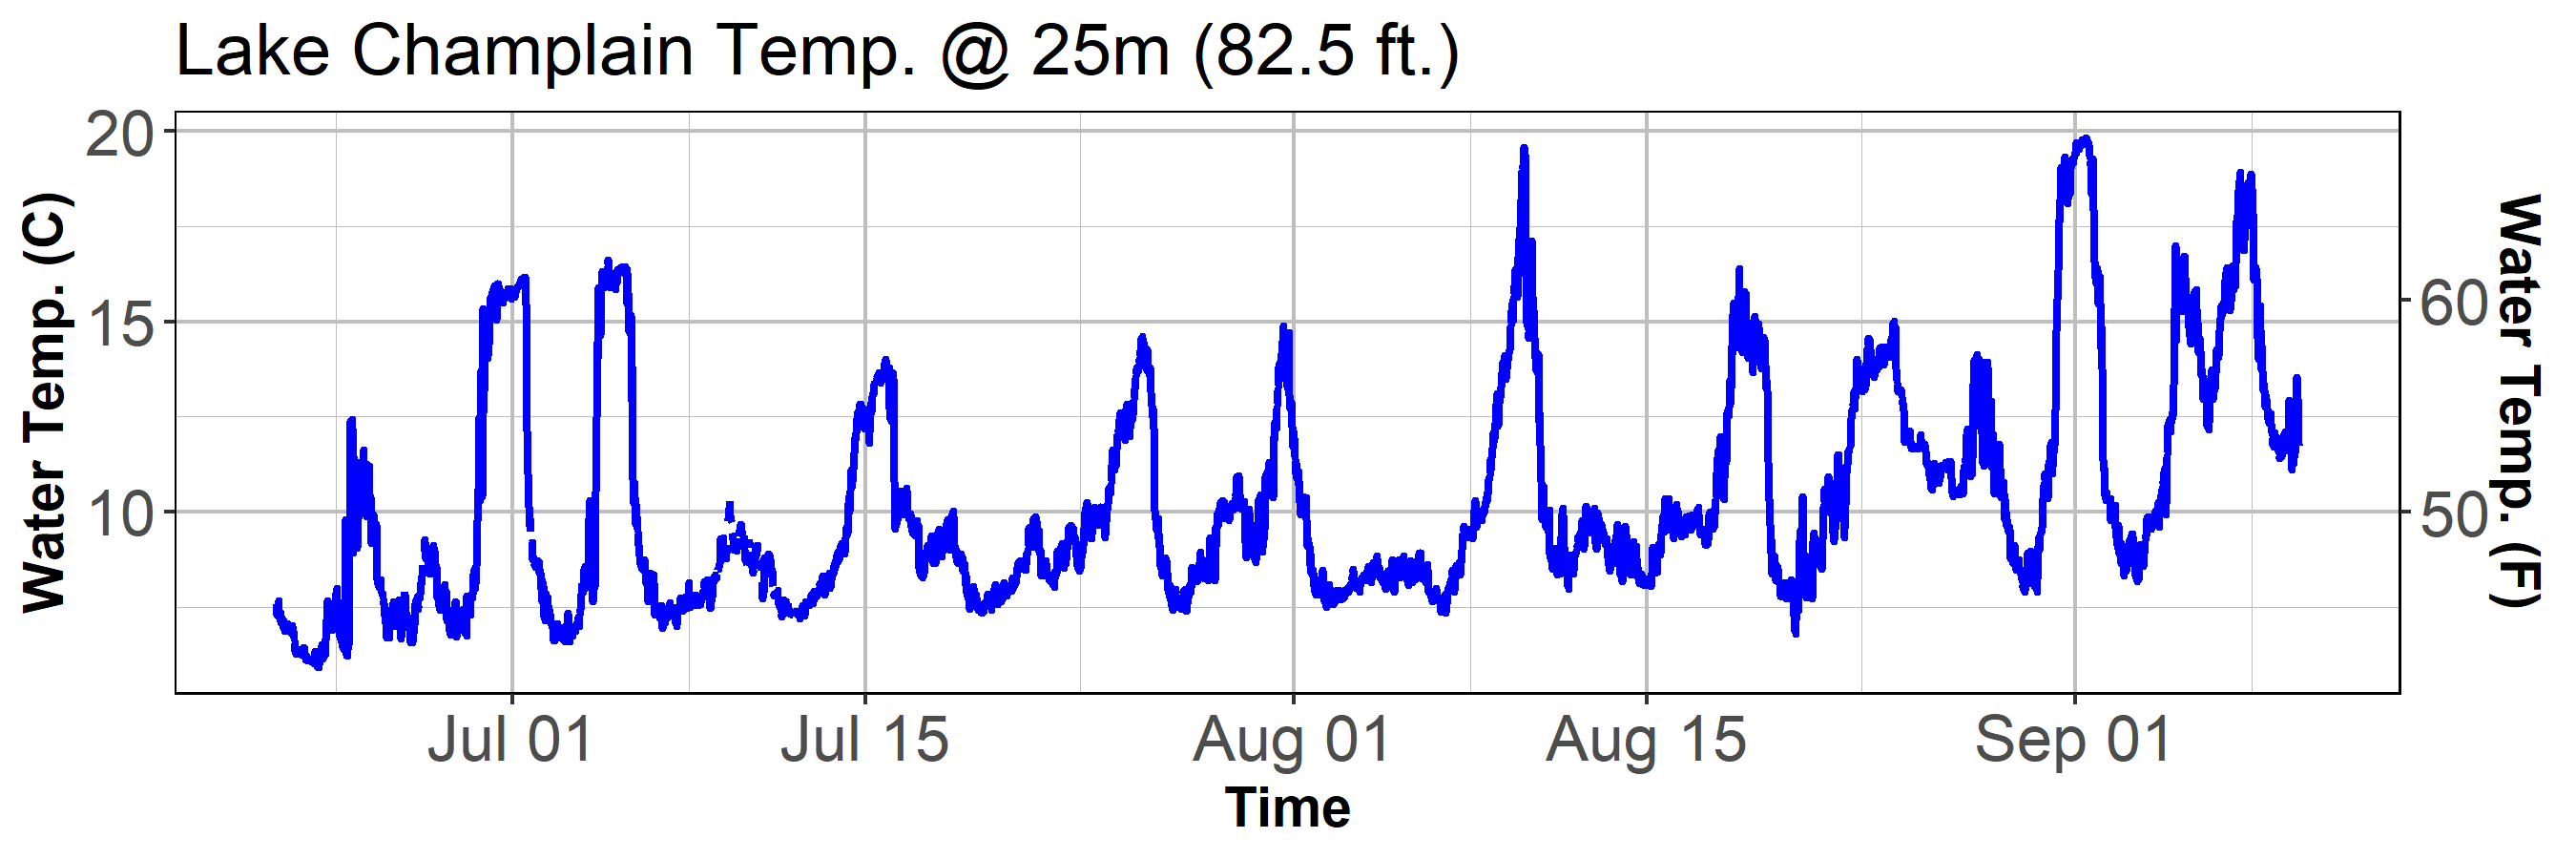 Lake Champlain Temp. @ 25m (82.5 ft.)
Water Temp. (C)
20
15
10
Water Temp. (F)
60
50
Jul 01
Jul 15
Aug 01
Aug 15
Sep 01
Time